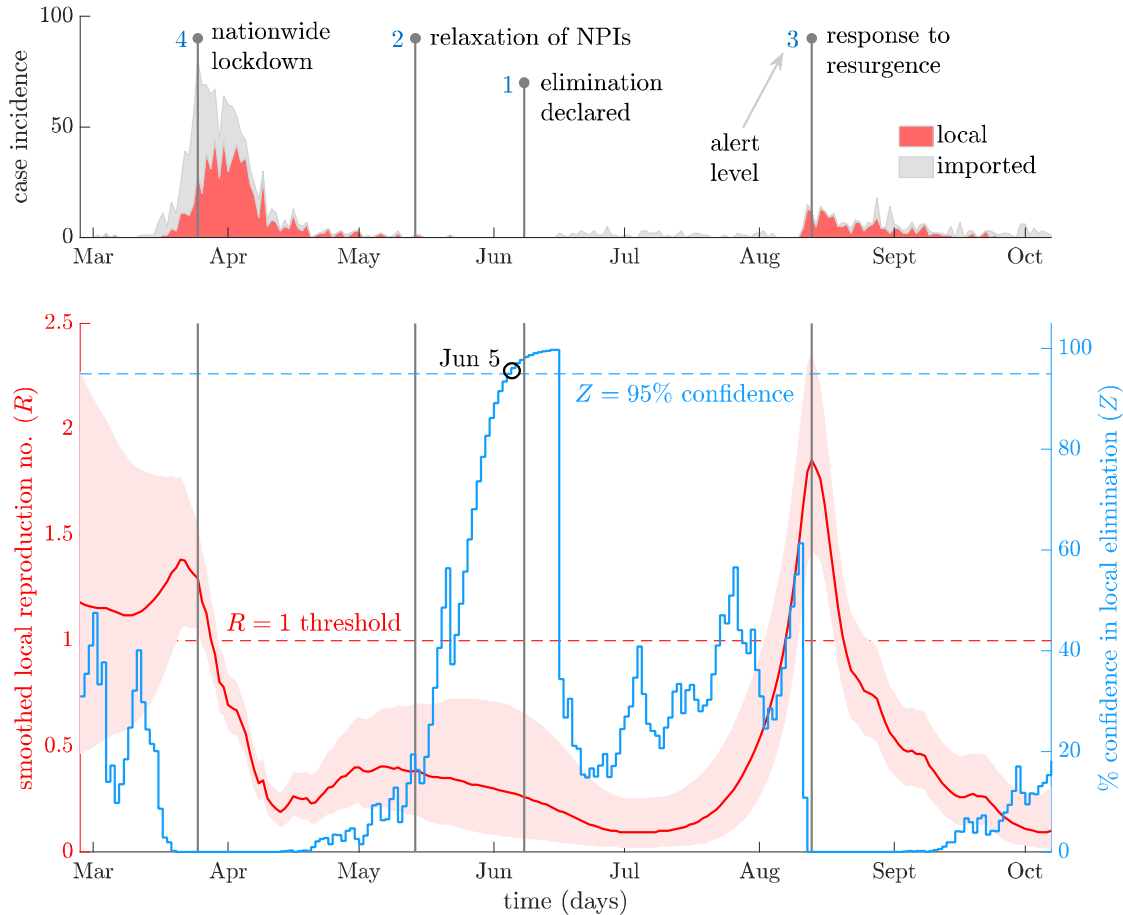 100
50
0
case incidence
4
nationwide
lockdown
2
relaxation of NPIs
1
elimination
declared
3
response to
resurgence
alert
level
local
imported
Mar
Apr
May
Jun
Jul
Aug
Sept
Oct
2.5
2
1.5
1
0.5
0
smoothed local reproduction no. (R)
Jun 5
Z = 95% confidence
R = 1 threshold
100
80
60
40
20
0
% confidence in local elimination (Z)
Mar
Apr
May
Jun
Jul
Aug
Sept
Oct
time (days)